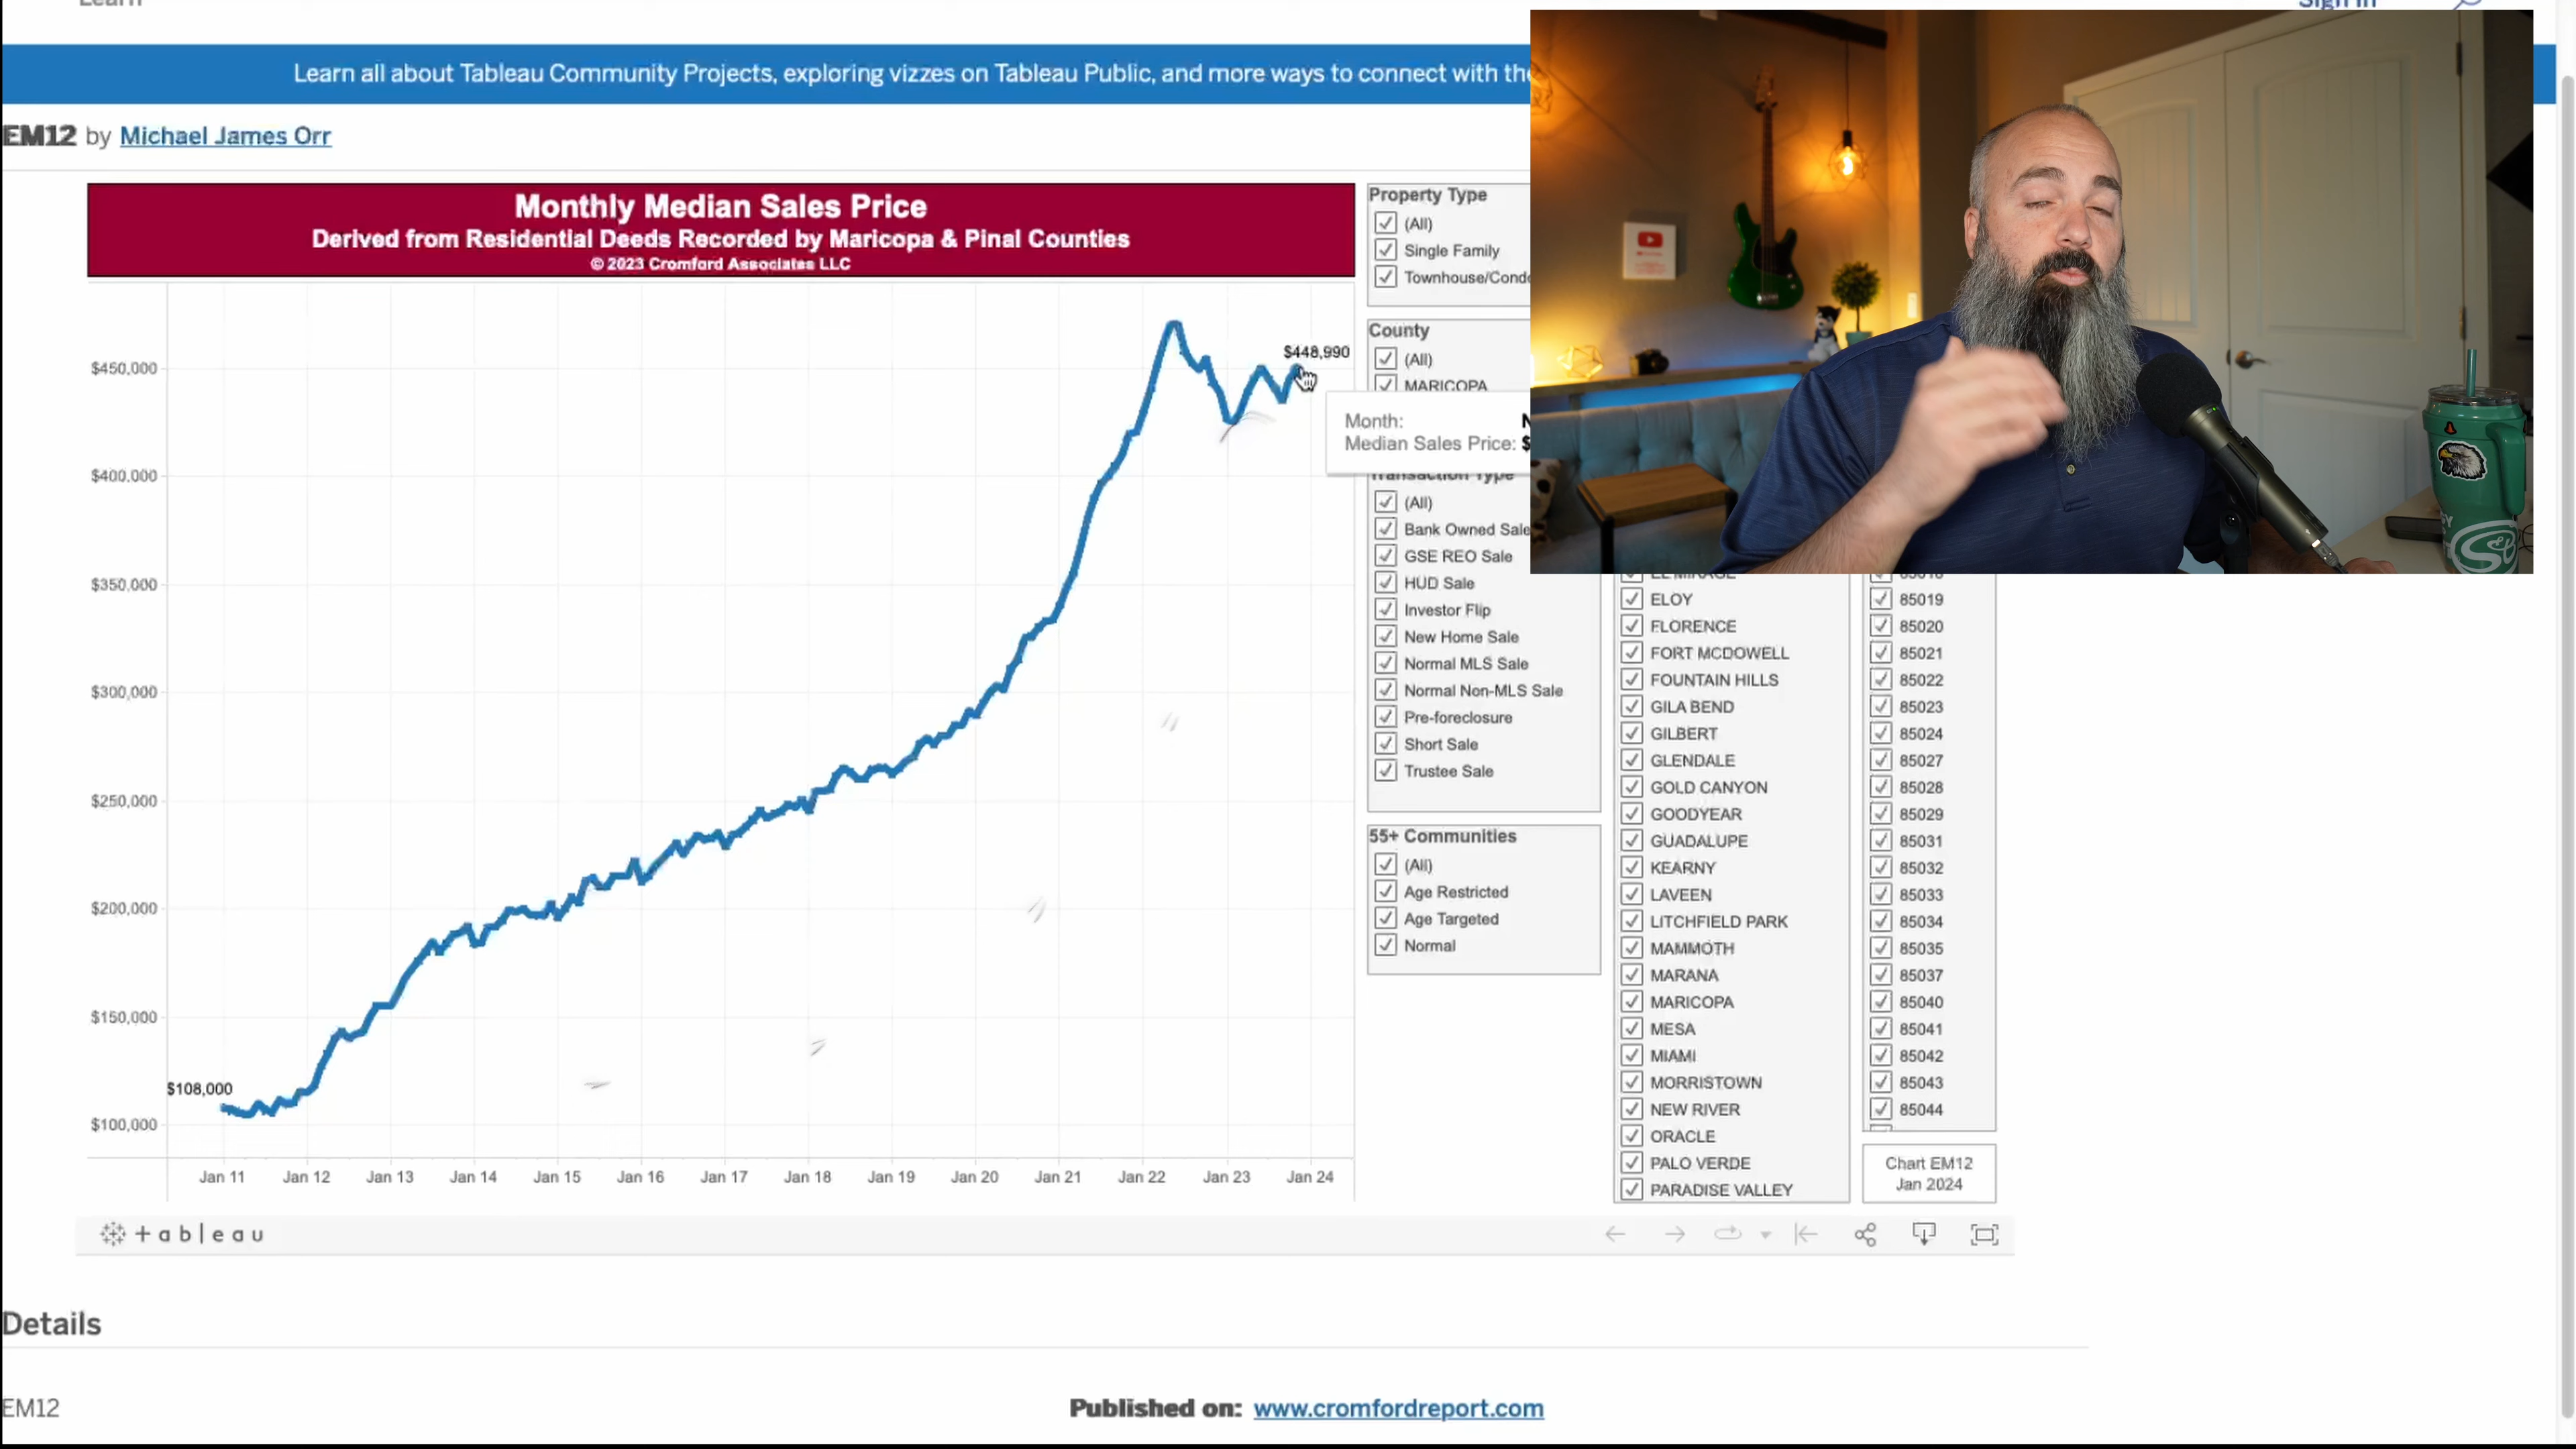 Learn
Sign In
Learn all about Tableau Community Projects, exploring vizzes on Tableau Public, and more ways to connect with the
EM12 by Michael James Orr
Monthly Median Sales Price
Derived from Residential Deeds Recorded by Maricopa & Pinal Counties
© 2023 Cromford Associates LLC
$450,000
$400,000
$350,000
$300,000
$250,000
$200,000
$150,000
$100,000
$448,990
$108,000
Jan 11
Jan 12
Jan 13
Jan 14
Jan 15
Jan 16
Jan 17
Jan 18
Jan 19
Jan 20
Jan 21
Jan 22
Jan 23
Jan 24
Property Type
(All)
Single Family
Townhouse/Condo
County
(All)
MARICOPA
Month: N
Median Sales Price: $
Transaction Type
(All)
Bank Owned Sale
GSE REO Sale
HUD Sale
Investor Flip
New Home Sale
Normal MLS Sale
Normal Non-MLS Sale
Pre-foreclosure
Short Sale
Trustee Sale
55+ Communities
(All)
Age Restricted
Age Targeted
Normal
EL MIRAGE
ELOY
FLORENCE
FORT MCDOWELL
FOUNTAIN HILLS
GILA BEND
GILBERT
GLENDALE
GOLD CANYON
GOODYEAR
GUADALUPE
KEARNY
LAVEEN
LITCHFIELD PARK
MAMMOTH
MARANA
MARICOPA
MESA
MIAMI
MORRISTOWN
NEW RIVER
ORACLE
PALO VERDE
PARADISE VALLEY
85018
85019
85020
85021
85022
85023
85024
85027
85028
85029
85031
85032
85033
85034
85035
85037
85040
85041
85042
85043
85044
Chart EM12
Jan 2024
+ableau
Details
EM12
Published on: www.cromfordreport.com